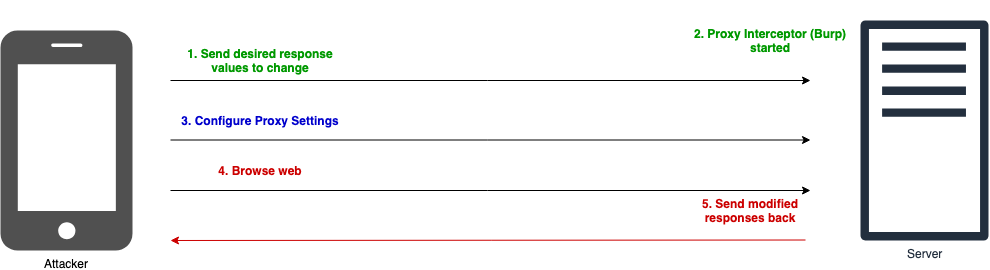 1. Send desired response
values to change
2. Proxy Interceptor (Burp)
started
3. Configure Proxy Settings
4. Browse web
5. Send modified
responses back
Attacker
Server